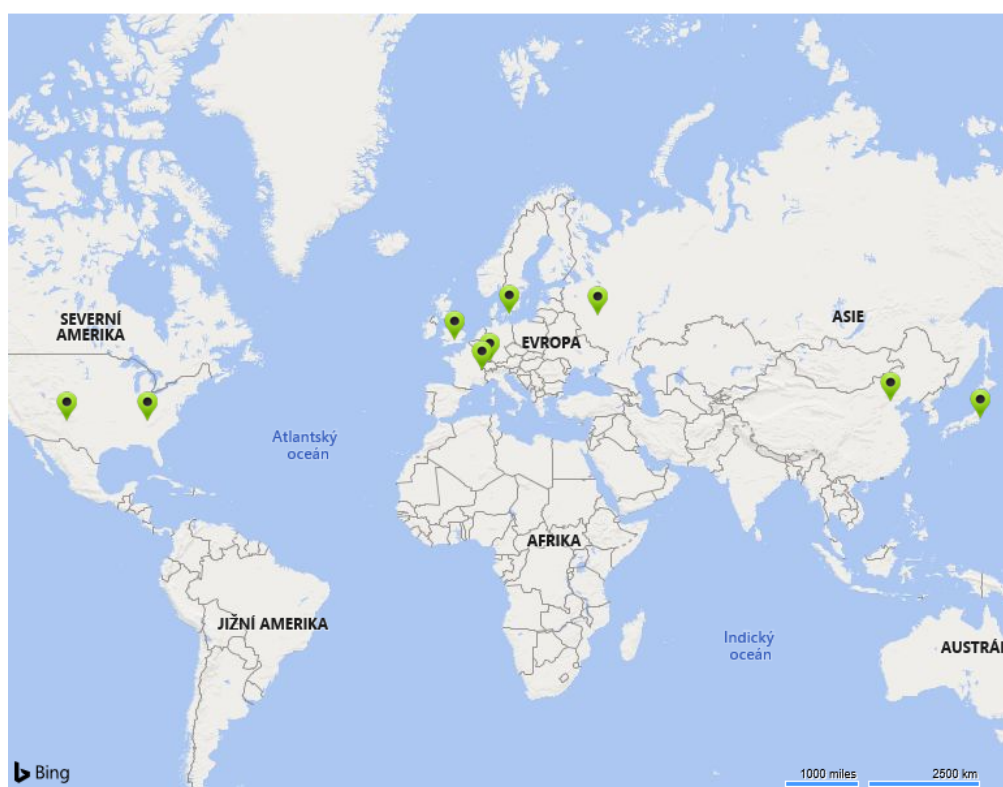 SEVERNÍ
AMERIKA
ASIE
EVROPA
Atlantský
oceán
AFRIKA
JIŽNÍ AMERIKA
Indický
oceán
AUSTRÁ
Bing
1000 miles
2500 km